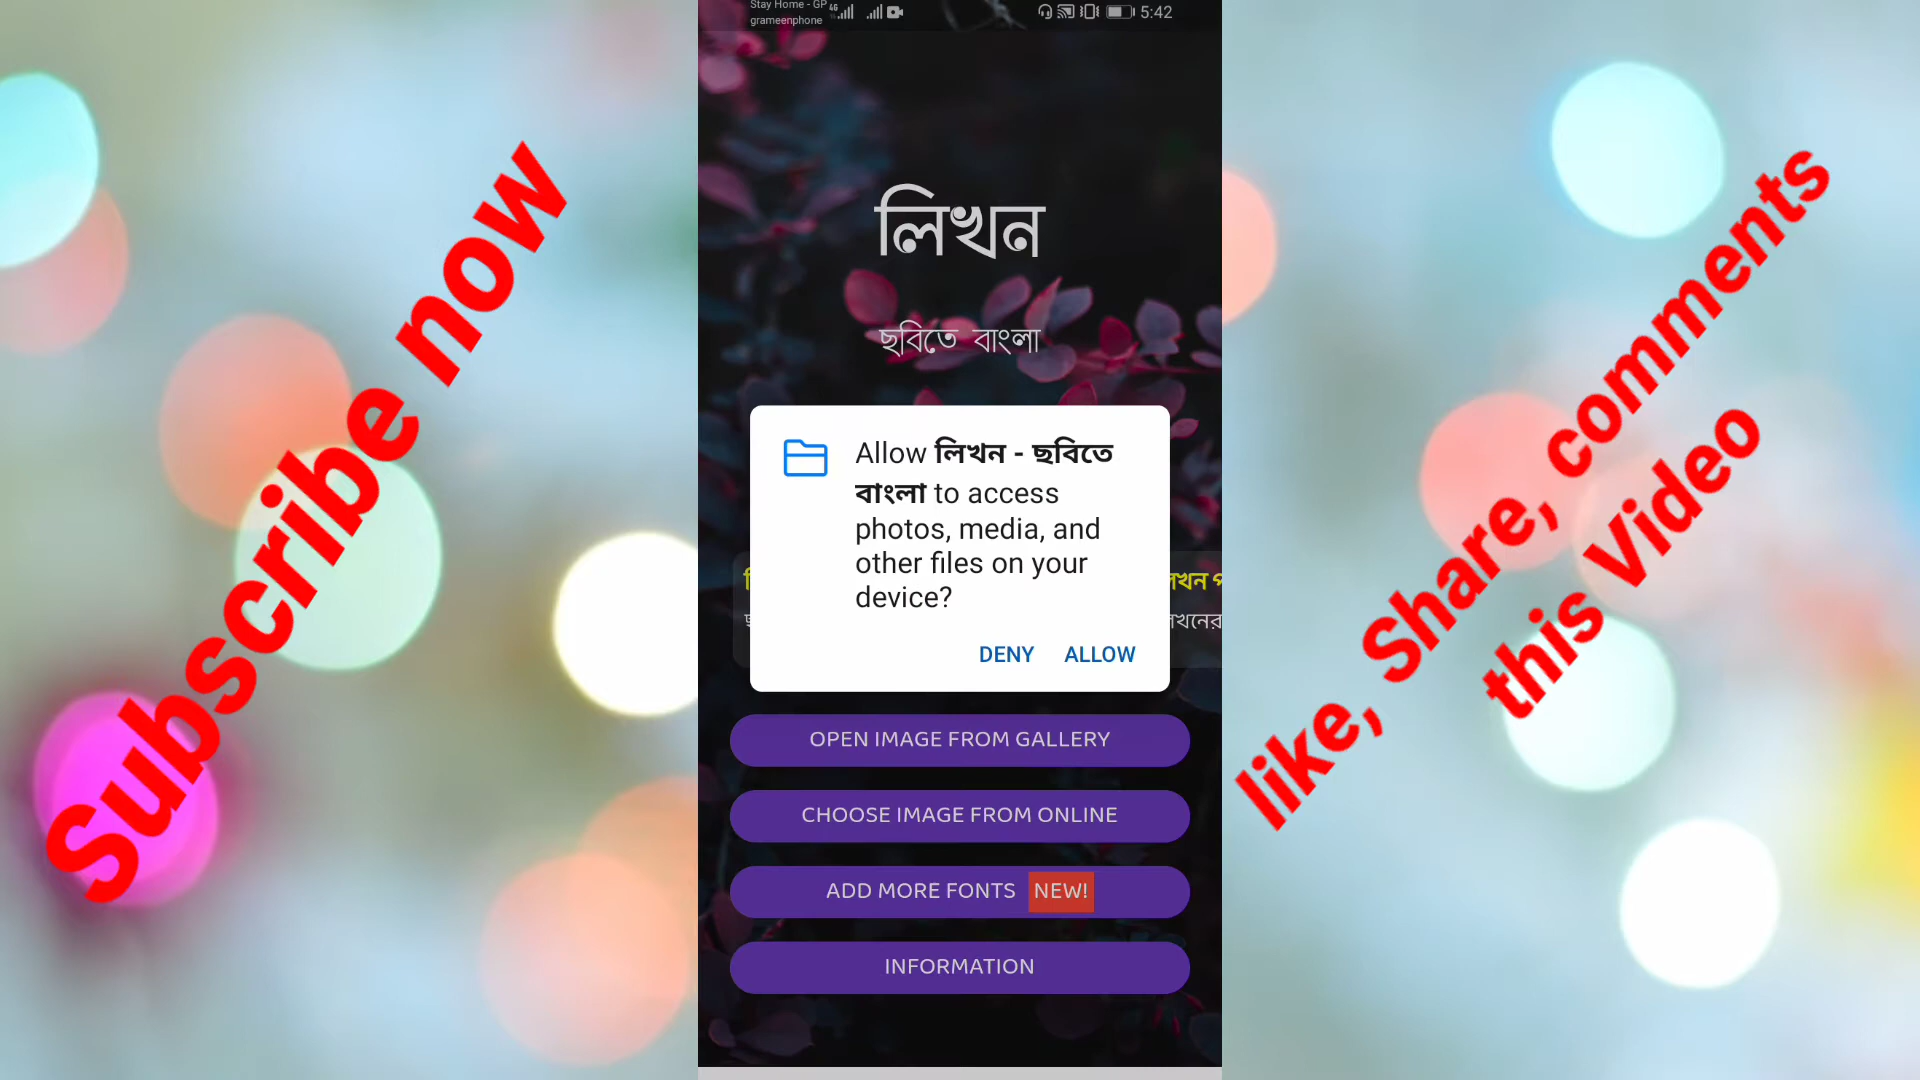 Subscribe now
Stay Home - GP
grameenphone
4G
5:42
লিখন
ছবিতে বাংলা
Allow লিখন - ছবিতে
বাংলা to access
photos, media, and
other files on your
device?
DENY ALLOW
OPEN IMAGE FROM GALLERY
CHOOSE IMAGE FROM ONLINE
ADD MORE FONTS NEW!
INFORMATION
like, Share, comments
this Video